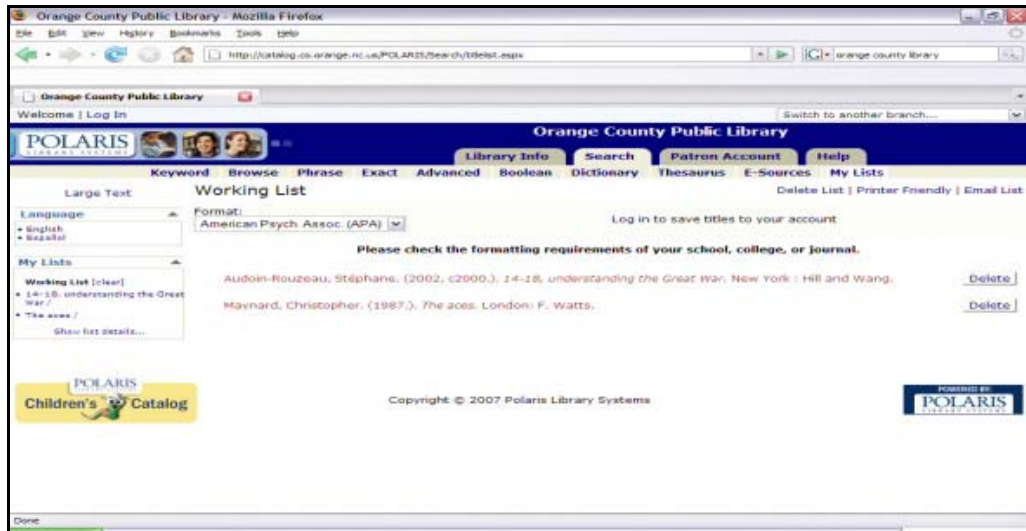 Orange County Public Library - Mozilla Firefox
File Edit View History Bookmarks Tools Help
http://catalog.co.orange.nc.us/POLARIS/Search/titlelist.aspx
orange county library
Orange County Public Library
Welcome | Log In
Switch to another branch...
POLARIS
LIBRARY SYSTEMS
Orange County Public Library
Library Info Search Patron Account Help
Keyword Browse Phrase Exact Advanced Boolean Dictionary Thesaurus E-Sources My Lists
Large Text
Working List
Delete List | Printer Friendly | Email List
Language
• English
• Español
Format:
American Psych Assoc. (APA)
Log in to save titles to your account
Please check the formatting requirements of your school, college, or journal.
My Lists
Working List [clear]
• 14-18, understanding the Great
War /
• The aces /
Show list details...
Audoin-Rouzeau, Stéphane. (2002, c2000.). 14-18, understanding the Great War. New York : Hill and Wang.
Delete
Maynard, Christopher. (1987.). The aces. London: F. Watts.
Delete
POLARIS
Children's Catalog
Copyright © 2007 Polaris Library Systems
POWERED BY
POLARIS
LIBRARY SYSTEMS
Done